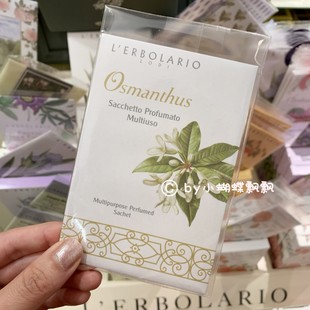 L'ERBOLARIO
LODI
Osmanthus
Sacchetto Profumato
Multiuso
© by小蝴蝶飘飘
Multipurpose Perfumed
Sachet
L'ERBOLARIO